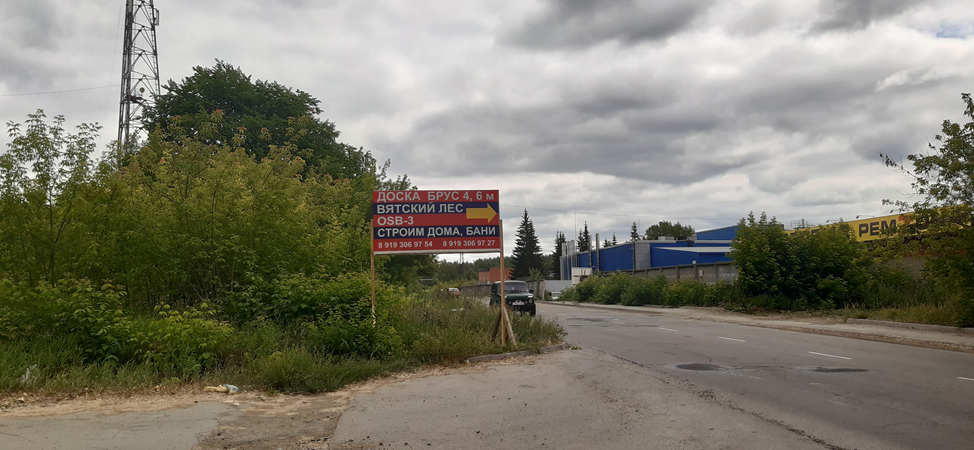 ДОСКА БРУС 4, 6 м
ВЯТСКИЙ ЛЕС
OSB-3
СТРОИМ ДОМА, БАНИ
8 919 306 97 54 8 919 306 97 27
РЕМ